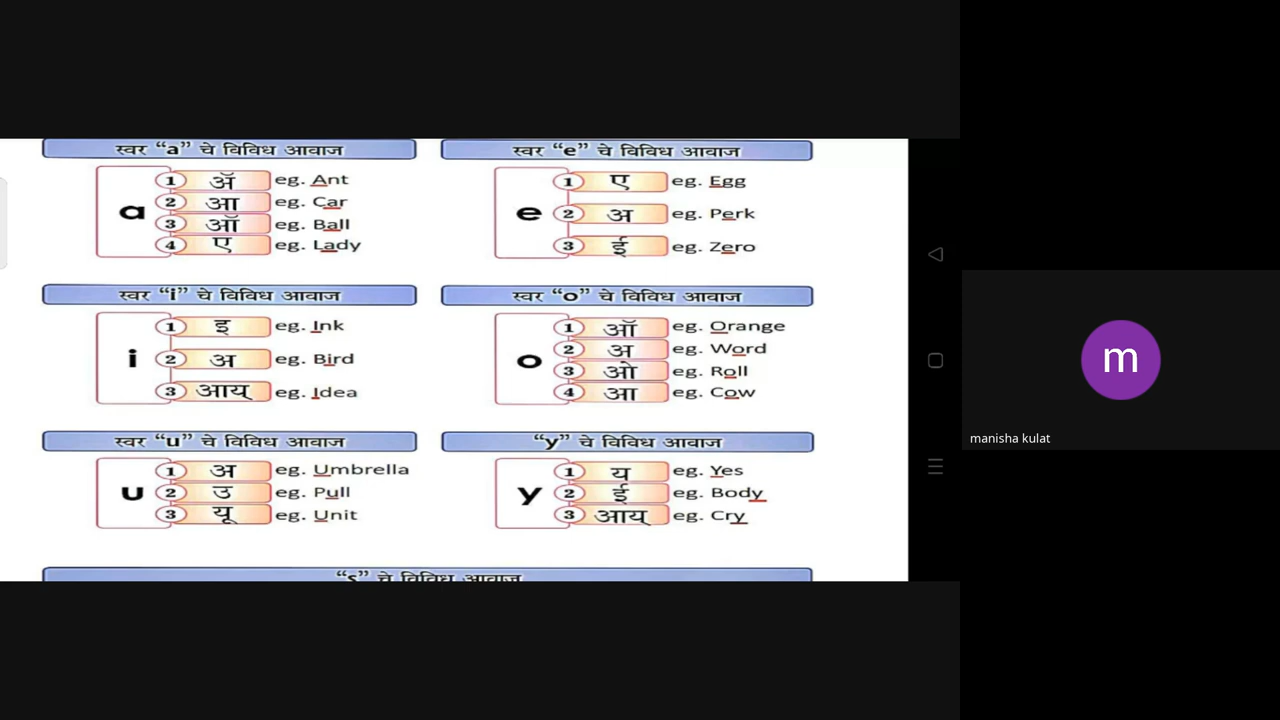 स्वर “a” चे विविध आवाज
a
1 ॲ eg. Ant
2 आ eg. Car
3 ऑ eg. Ball
4 ए eg. Lady
स्वर “e” चे विविध आवाज
e
1 ए eg. Egg
2 अ eg. Perk
3 ई eg. Zero
स्वर “i” चे विविध आवाज
i
1 इ eg. Ink
2 अ eg. Bird
3 आय् eg. Idea
स्वर “o” चे विविध आवाज
o
1 ऑ eg. Orange
2 अ eg. Word
3 ओ eg. Roll
4 आ eg. Cow
स्वर “u” चे विविध आवाज
u
1 अ eg. Umbrella
2 उ eg. Pull
3 यू eg. Unit
“y” चे विविध आवाज
y
1 य eg. Yes
2 ई eg. Body
3 आय् eg. Cry
“s” चे विविध आवाज
m
manisha kulat